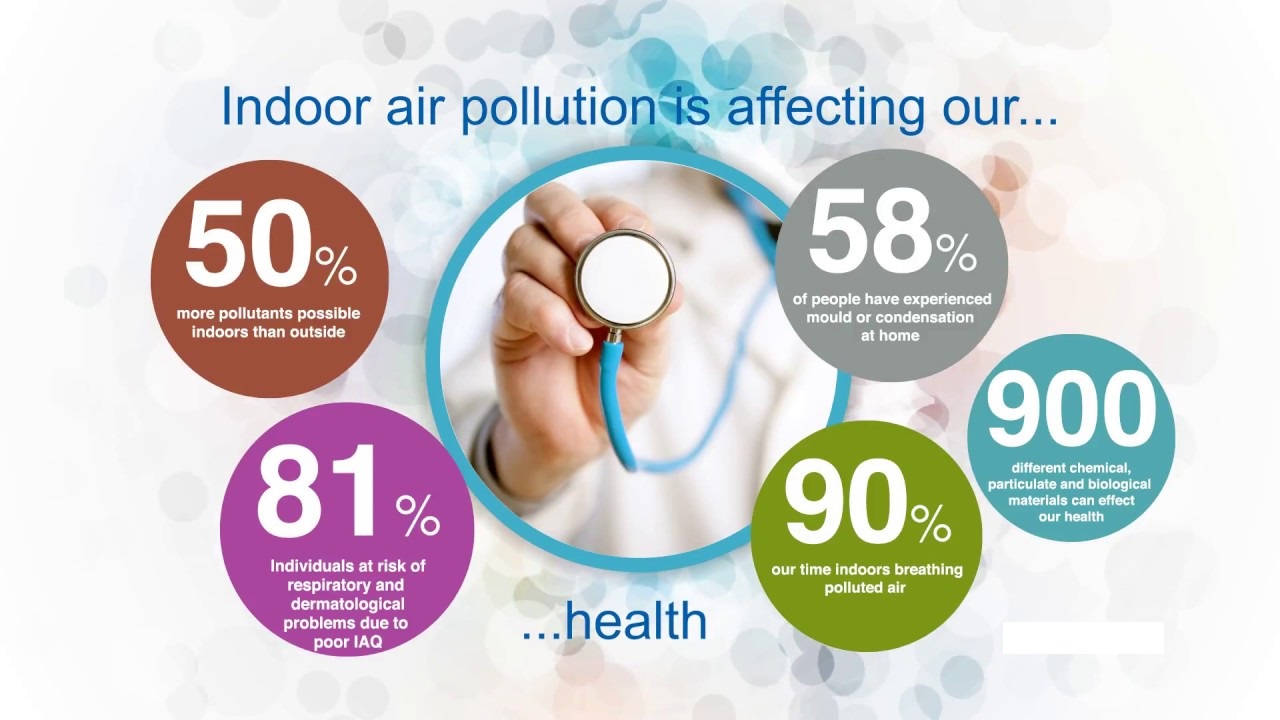 Indoor air pollution is affecting our...
50%
more pollutants possible
indoors than outside
58%
of people have experienced
mould or condensation
at home
81%
Individuals at risk of
respiratory and
dermatological
problems due to
poor IAQ
90%
our time indoors breathing
polluted air
900
different chemical,
particulate and biological
materials can effect
our health
...health